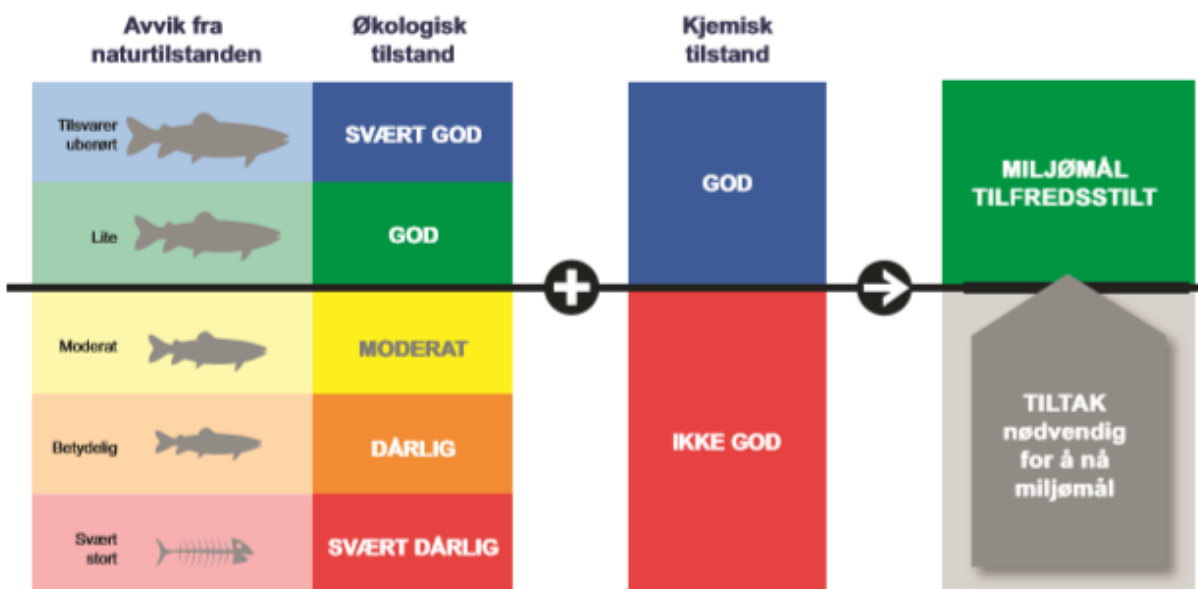 Avvik fra
naturtilstanden
Økologisk
tilstand
Kjemisk
tilstand
Tilsvarer
uberørt
SVÆRT GOD
Lite
GOD
Moderat
MODERAT
Betydelig
DÅRLIG
Svært
stort
SVÆRT DÅRLIG
GOD
IKKE GOD
MILJØMÅL
TILFREDSSTILT
TILTAK
nødvendig
for å nå
miljømål